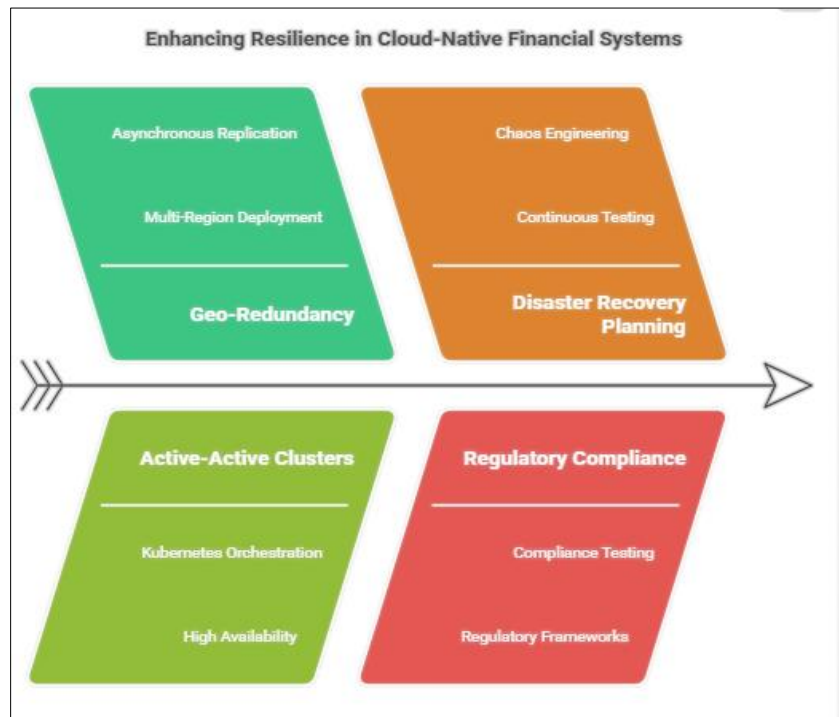 Enhancing Resilience in Cloud-Native Financial Systems
Asynchronous Replication
Multi-Region Deployment
Geo-Redundancy
Chaos Engineering
Continuous Testing
Disaster Recovery
Planning
Active-Active Clusters
Kubernetes Orchestration
High Availability
Regulatory Compliance
Compliance Testing
Regulatory Frameworks